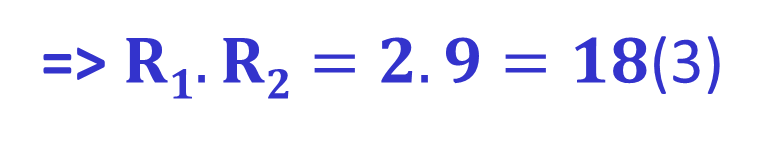 => R₁. R₂ = 2. 9 = 18(3)